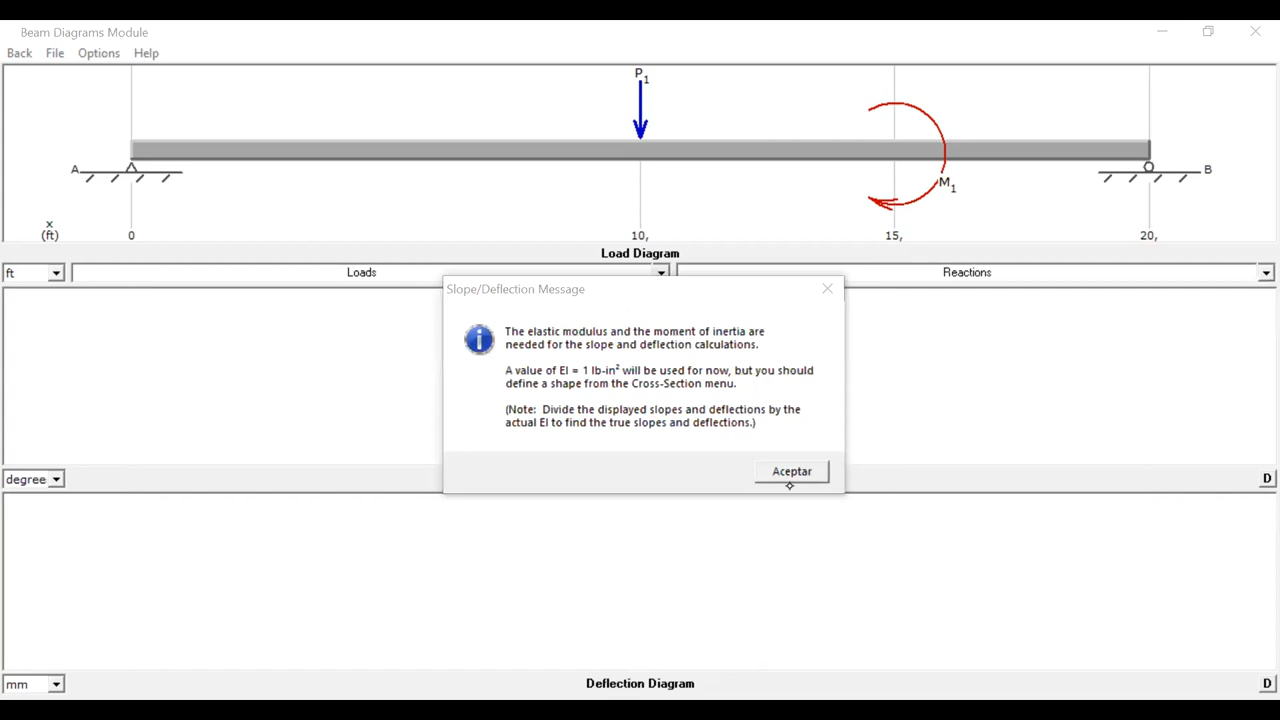 Beam Diagrams Module
Back File Options Help
P1
A
M1
B
x
(ft)
0 10, 15, 20,
Load Diagram
ft Loads Reactions
Slope/Deflection Message
The elastic modulus and the moment of inertia are
needed for the slope and deflection calculations.
A value of EI = 1 lb-in² will be used for now, but you should
define a shape from the Cross-Section menu.
(Note: Divide the displayed slopes and deflections by the
actual EI to find the true slopes and deflections.)
Aceptar
degree D
mm Deflection Diagram D